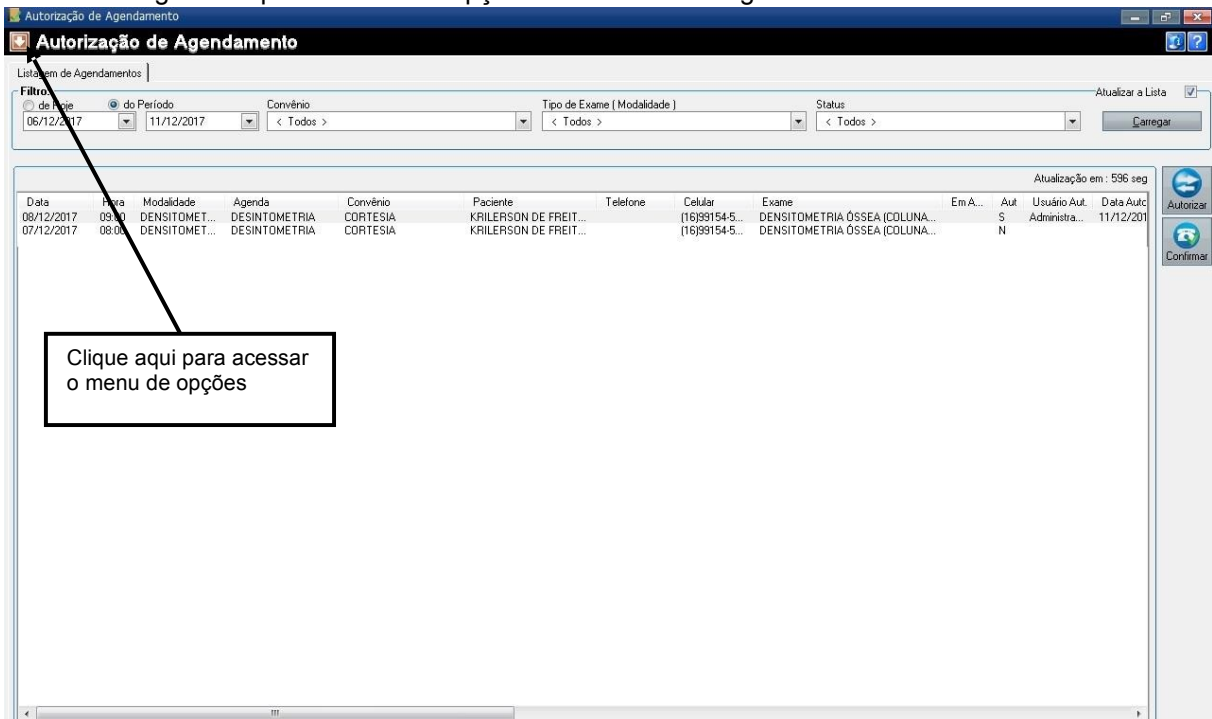 Autorização de Agendamento
Autorização de Agendamento
Listagem de Agendamentos
Filtro: Atualizar a Lista
de Hoje do Período Convênio Tipo de Exame ( Modalidade ) Status
06/12/2017 11/12/2017 < Todos > < Todos > < Todos > Carregar
Atualização em : 596 seg
Data Hora Modalidade Agenda Convênio Paciente Telefone Celular Exame Em A... Aut Usuário Aut. Data Autc
08/12/2017 09:00 DENSITOMET... DESINTOMETRIA CORTESIA KRILERSON DE FREIT... (16)99154-5... DENSITOMETRIA ÓSSEA (COLUNA... S Administra... 11/12/201
07/12/2017 08:00 DENSITOMET... DESINTOMETRIA CORTESIA KRILERSON DE FREIT... (16)99154-5... DENSITOMETRIA ÓSSEA (COLUNA... N
Autorizar
Confirmar
Clique aqui para acessar
o menu de opções